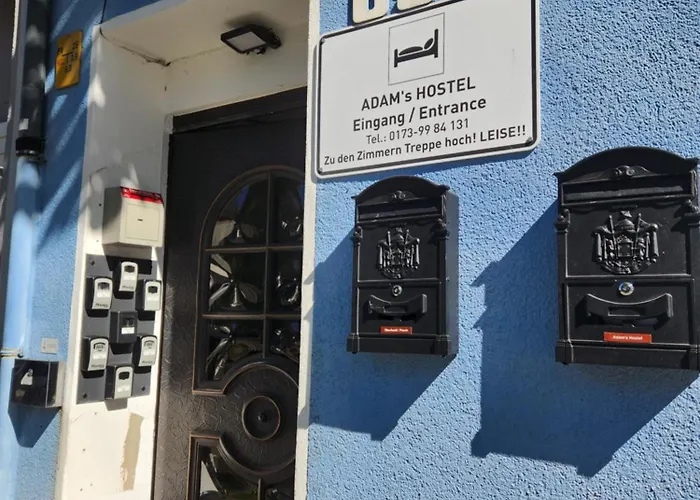 ADAM's HOSTEL
Eingang / Entrance
Tel.: 0173-99 84 131
Zu den Zimmern Treppe hoch! LEISE!!
Adam's Hostel